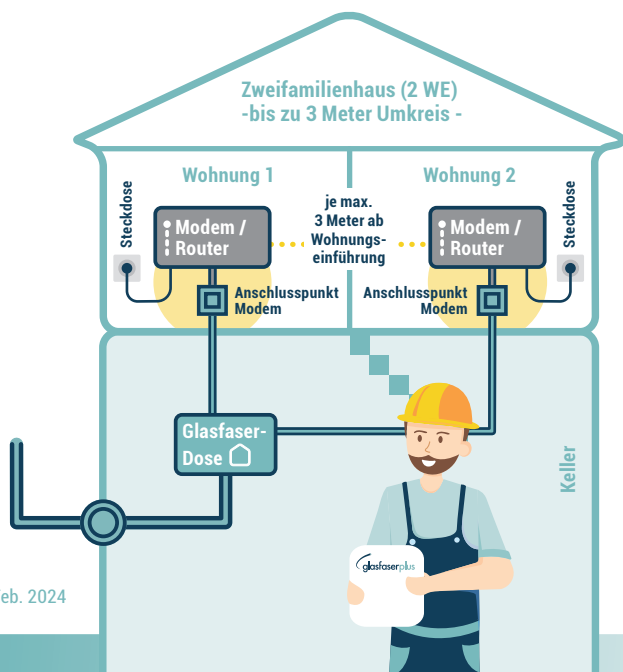 Zweifamilienhaus (2 WE)
-bis zu 3 Meter Umkreis -
Wohnung 1
Wohnung 2
Steckdose
Modem /
Router
je max.
3 Meter ab
Wohnungs-
einführung
Modem /
Router
Steckdose
Anschlusspunkt
Modem
Anschlusspunkt
Modem
Glasfaser-
Dose
Keller
glasfaserplus
eb. 2024